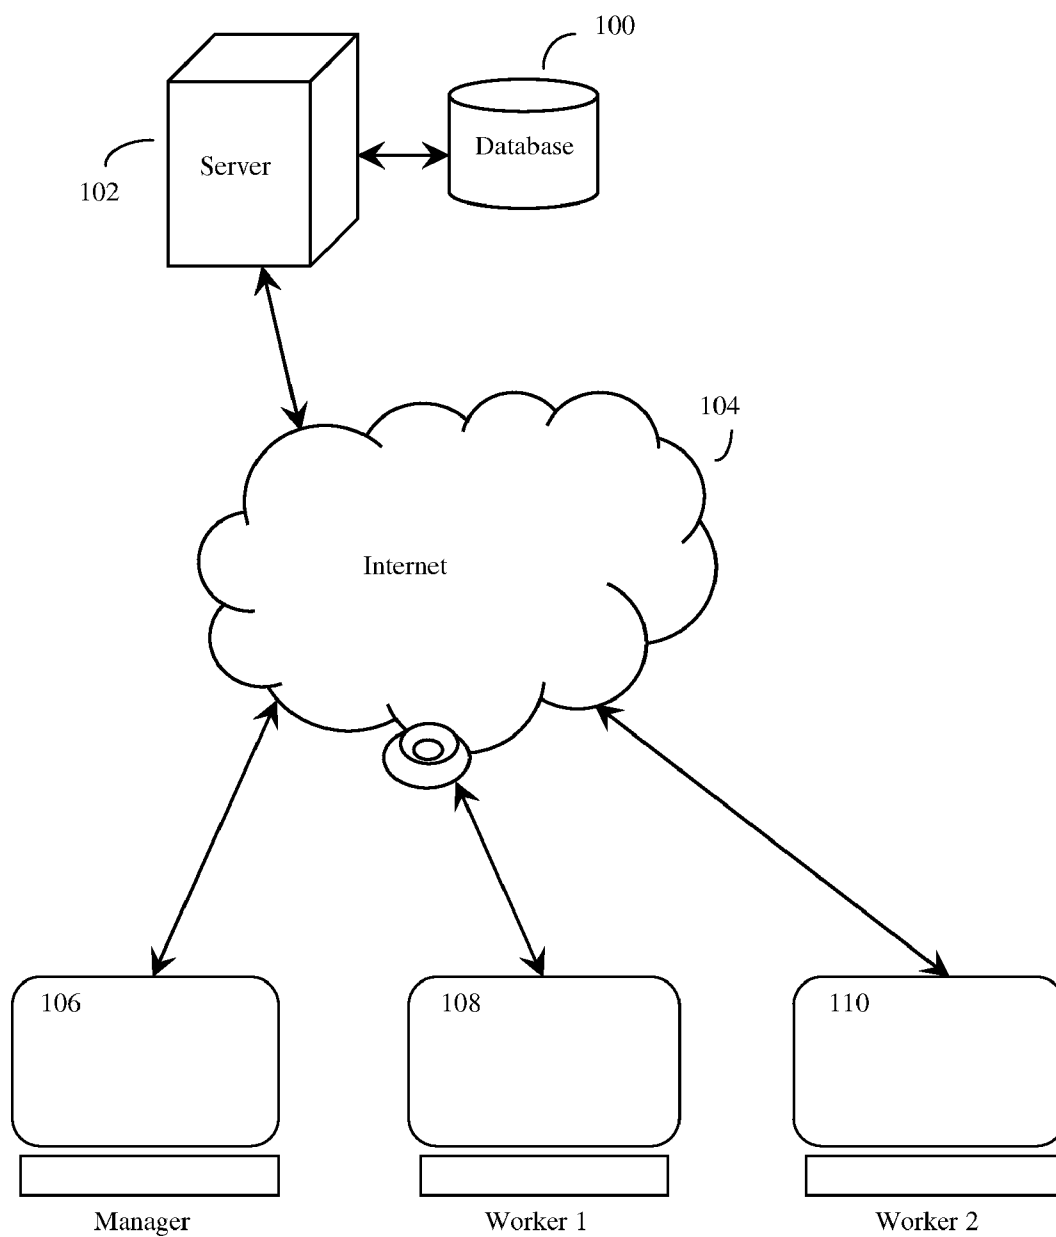 100
Database
Server
102
104
Internet
106
108
110
Manager
Worker 1
Worker 2